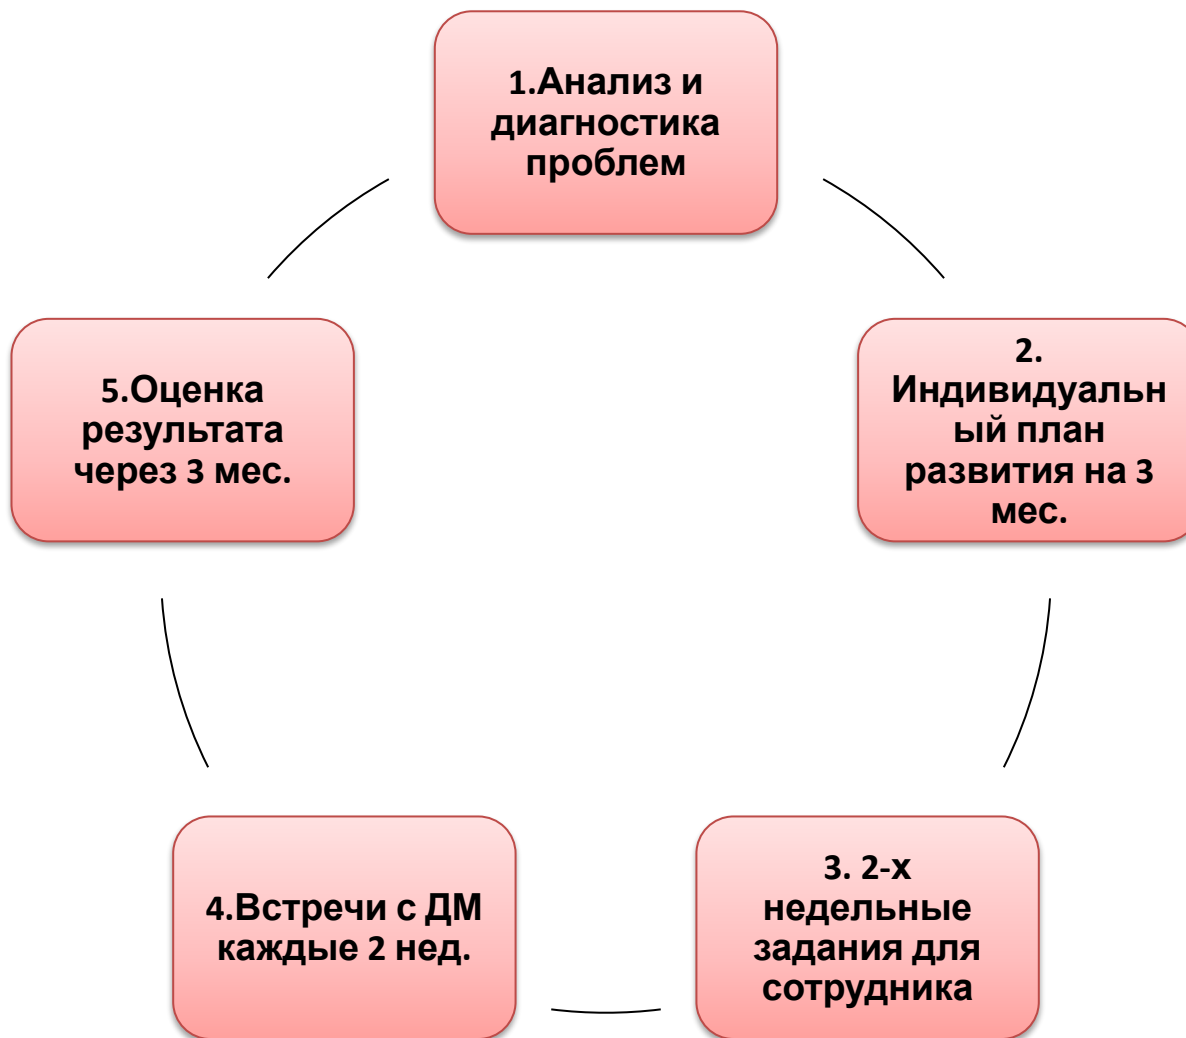 1.Анализ и
диагностика
проблем
2.
Индивидуальн
ый план
развития на 3
мес.
3. 2-х
недельные
задания для
сотрудника
4.Встречи с ДМ
каждые 2 нед.
5.Оценка
результата
через 3 мес.